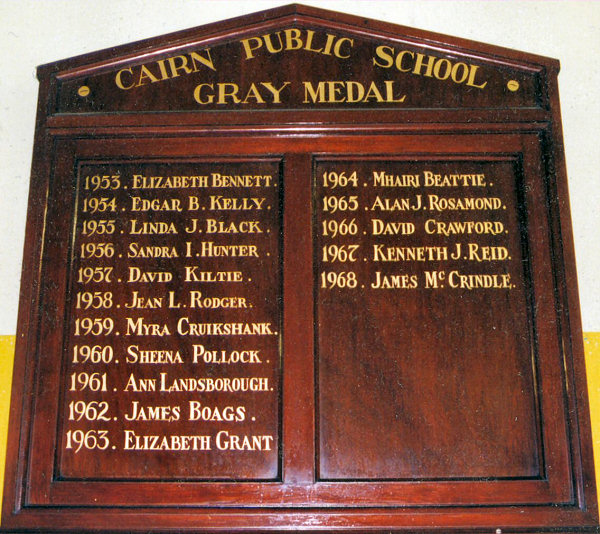 CAIRN PUBLIC SCHOOL
GRAY MEDAL
1953. ELIZABETH BENNETT.
1954. EDGAR B. KELLY.
1955. LINDA J. BLACK.
1956. SANDRA I. HUNTER.
1957. DAVID KILTIE.
1958. JEAN L. RODGER.
1959. MYRA CRUIKSHANK.
1960. SHEENA POLLOCK.
1961. ANN LANDSBOROUGH.
1962. JAMES BOAGS.
1963. ELIZABETH GRANT
1964. MHAIRI BEATTIE.
1965. ALAN J. ROSAMOND.
1966. DAVID CRAWFORD.
1967. KENNETH J. REID.
1968. JAMES Mc. CRINDLE.